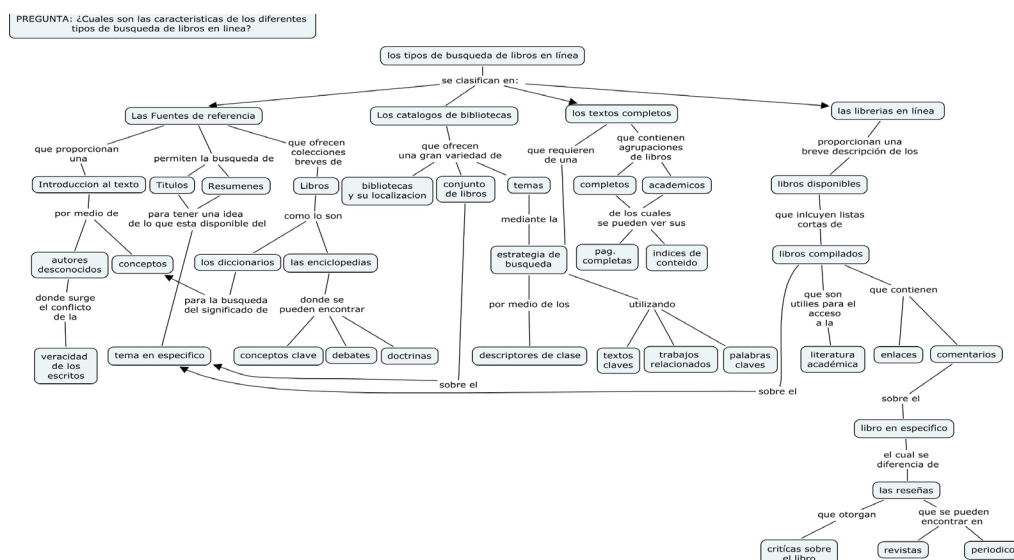 PREGUNTA: ¿Cuales son las caracteristicas de los diferentes
tipos de busqueda de libros en linea?
los tipos de busqueda de libros en línea
se clasifican en:
Las Fuentes de referencia
Los catalogos de bibliotecas
los textos completos
las librerias en línea
que proporcionan
una
permiten la busqueda de
que ofrecen
colecciones
breves de
que ofrecen
una gran variedad de
que requieren
de una
que contienen
agrupaciones
de libros
proporcionan una
breve descripción de los
Introduccion al texto
Titulos
Resumenes
Libros
bibliotecas
y su localizacion
conjunto
de libros
temas
completos
academicos
libros disponibles
por medio de
para tener una idea
de lo que esta disponible del
como lo son
mediante la
de los cuales
se pueden ver sus
que inlcuyen listas
cortas de
autores
desconocidos
conceptos
los diccionarios
las enciclopedias
estrategia de
busqueda
pag.
completas
indices de
conteido
libros compilados
donde surge
el conflicto
de la
para la busqueda
del significado de
donde se
pueden encontrar
por medio de los
utilizando
que son
utilies para el
acceso
a la
que contienen
veracidad
de los
escritos
tema en especifico
conceptos clave
debates
doctrinas
descriptores de clase
textos
claves
trabajos
relacionados
palabras
claves
literatura
académica
enlaces
comentarios
sobre el
sobre el
sobre el
libro en especifico
el cual se
diferencia de
las reseñas
que otorgan
que se pueden
encontrar en
critícas sobre
el libro
revistas
periodico